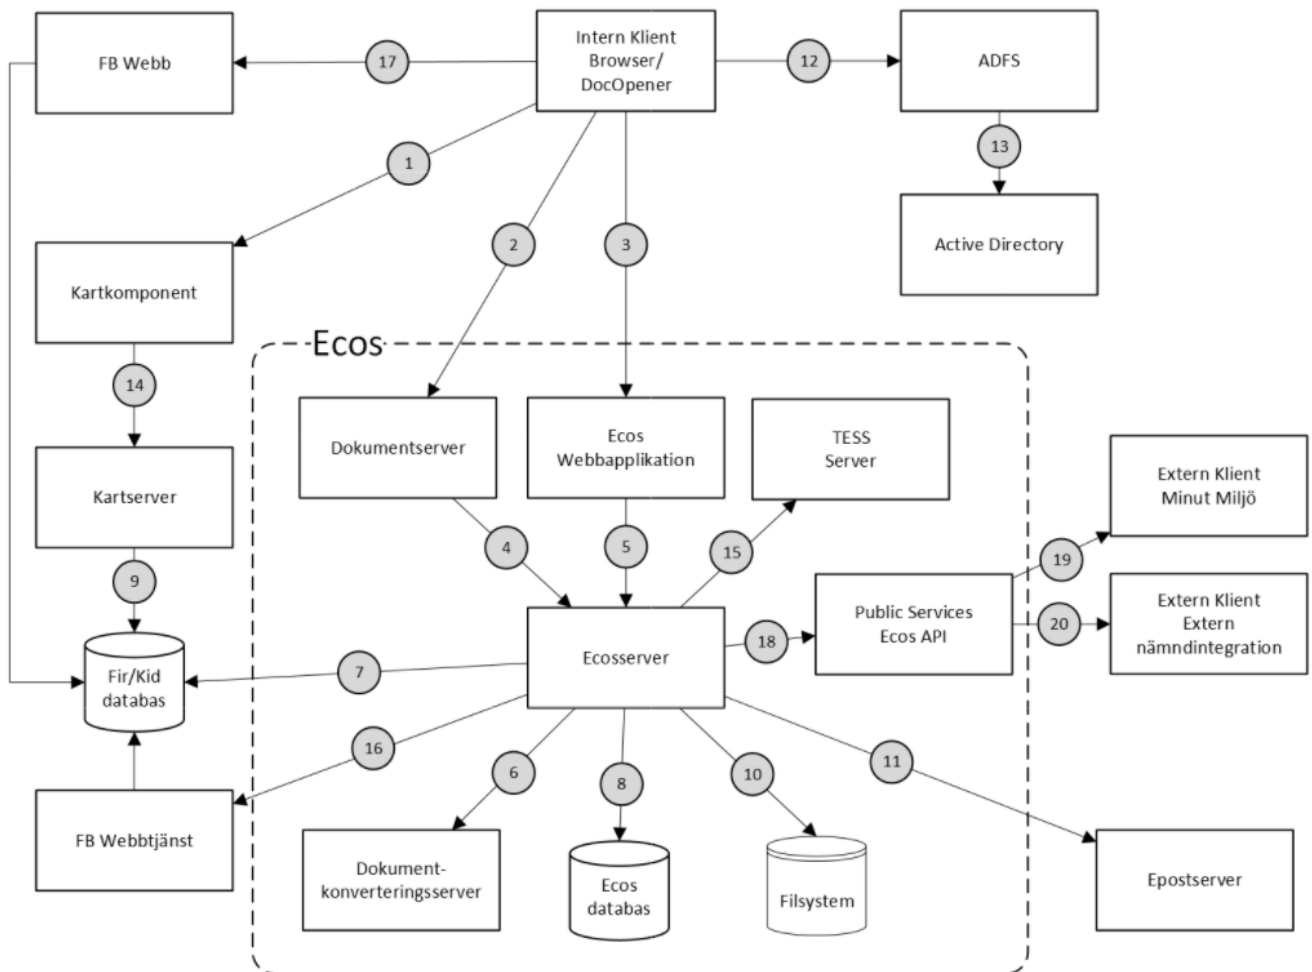 FB Webb
17
Intern Klient
Browser/
DocOpener
12
ADFS
13
Active Directory
1
2
3
Kartkomponent
14
Kartserver
9
Fir/Kid
databas
FB Webbtjänst
Ecos
Dokumentserver
Ecos
Webbapplikation
TESS
Server
4
5
15
Ecosserver
18
Public Services
Ecos API
19
20
Extern Klient
Minut Miljö
Extern Klient
Extern
nämndintegration
7
16
6
8
10
11
Dokument-
konverteringsserver
Ecos
databas
Filsystem
Epostserver